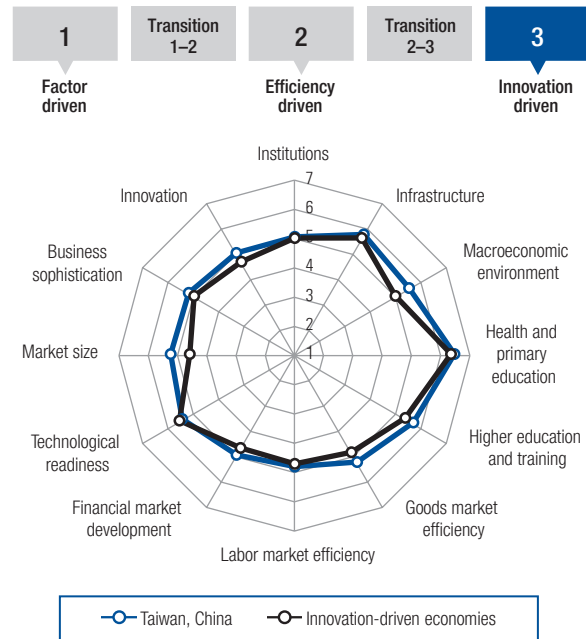 1
Transition
1–2
2
Transition
2–3
3
Factor
driven
Efficiency
driven
Innovation
driven
Institutions
7
Innovation
Infrastructure
6
5
Business
sophistication
Macroeconomic
environment
4
3
2
Market size
1
Health and
primary
education
Technological
readiness
Higher education
and training
Financial market
development
Goods market
efficiency
Labor market efficiency
Taiwan, China
Innovation-driven economies